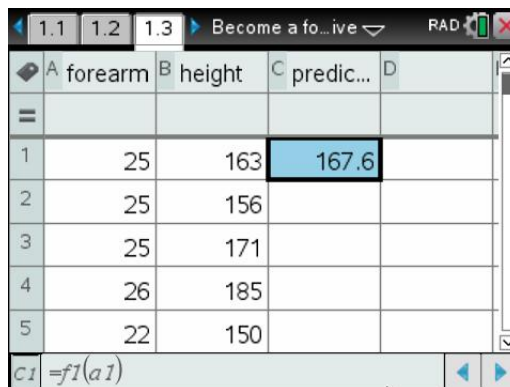 1.1 1.2 1.3 Become a fo...ive RAD
A forearm B height C predic... D
=
1 25 163 167.6
2 25 156
3 25 171
4 26 185
5 22 150
C1 =f1(a1)